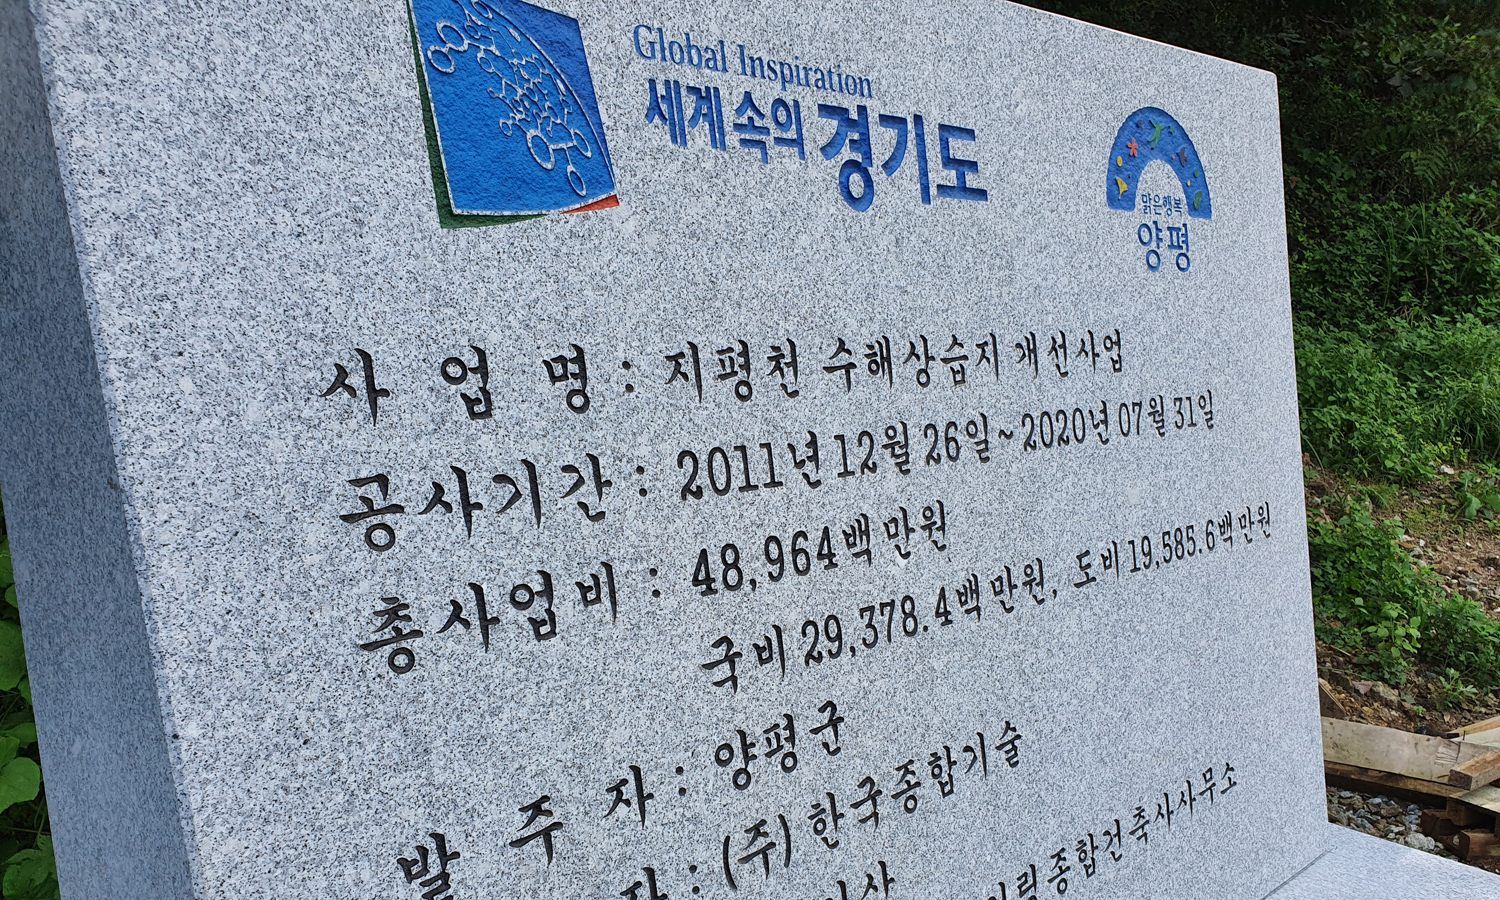 Global Inspiration
세계 속의 경기도
맑은행복
양평
사 업 명 : 지평천 수해상습지 개선사업
공사기간 : 2011년 12월 26일 ~ 2020년 07월 31일
총사업비 : 48,964백만원
국비 29,378.4백만원, 도비 19,585.6백만원
발 주 자 : 양평군
자 : (주) 한국종합기술
종합건축사사무소